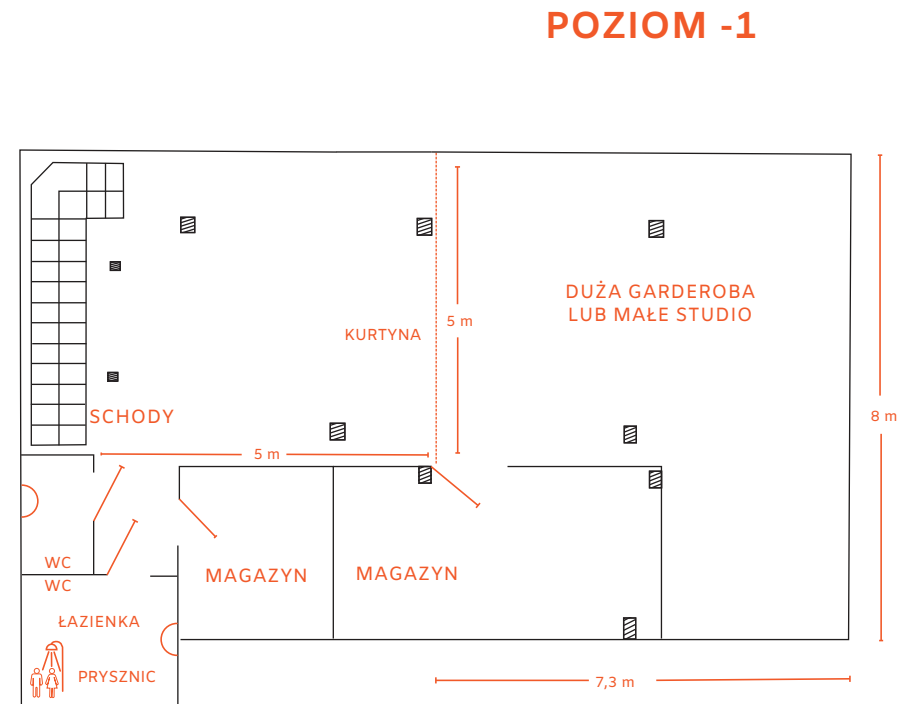 POZIOM -1
DUŻA GARDEROBA
LUB MAŁE STUDIO
5 m
KURTYNA
8 m
SCHODY
5 m
WC
MAGAZYN
MAGAZYN
WC
ŁAZIENKA
PRYSZNIC
7,3 m